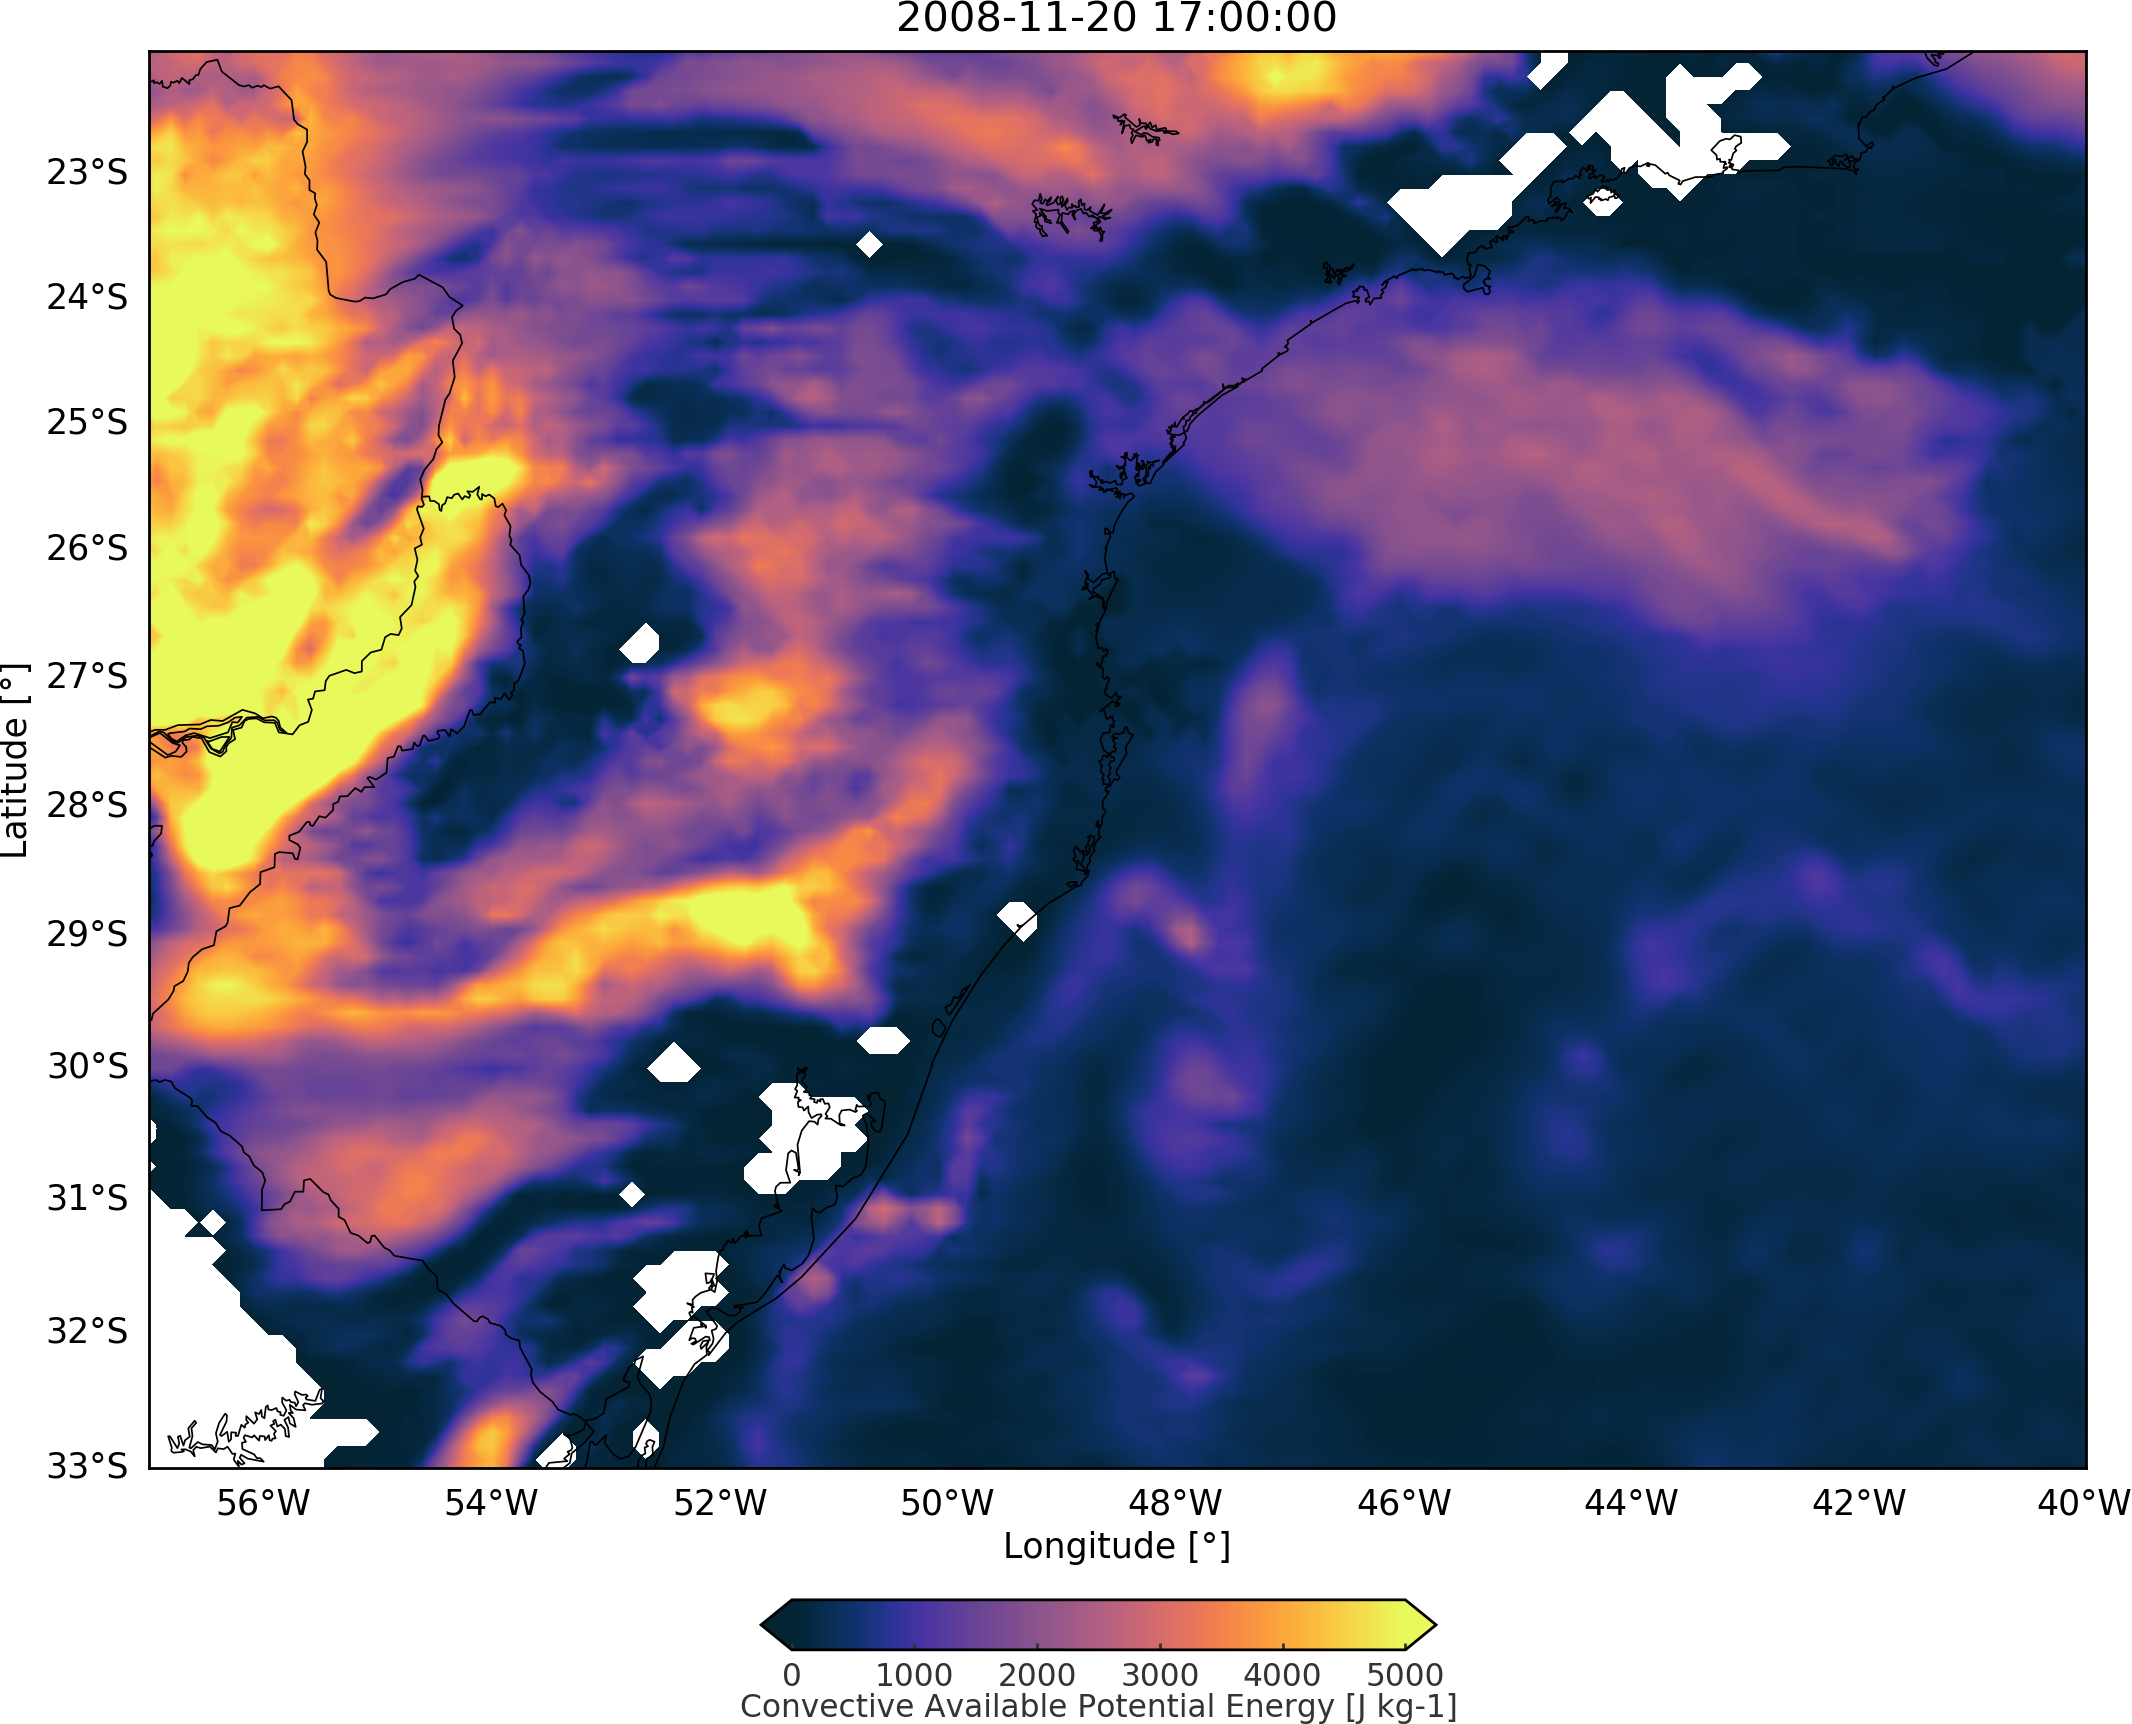 2008-11-20 17:00:00
23°S
24°S
25°S
26°S
27°S
28°S
29°S
30°S
31°S
32°S
33°S
Latitude [°]
56°W 54°W 52°W 50°W 48°W 46°W 44°W 42°W 40°W
Longitude [°]
0 1000 2000 3000 4000 5000
Convective Available Potential Energy [J kg-1]